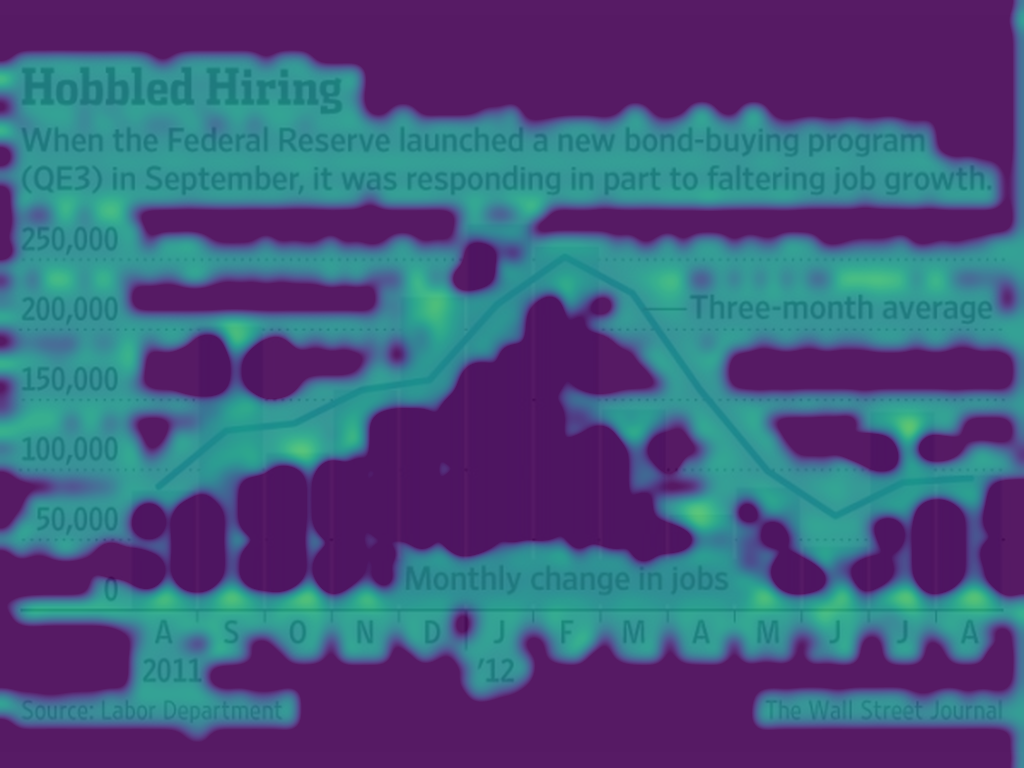 Hobbled Hiring
When the Federal Reserve launched a new bond-buying program
(QE3) in September, it was responding in part to faltering job growth.
250,000
200,000
Three-month average
150,000
100,000
50,000
0
Monthly change in jobs
A S O N D J F M A M J J A
2011 '12
Source: Labor Department
The Wall Street Journal